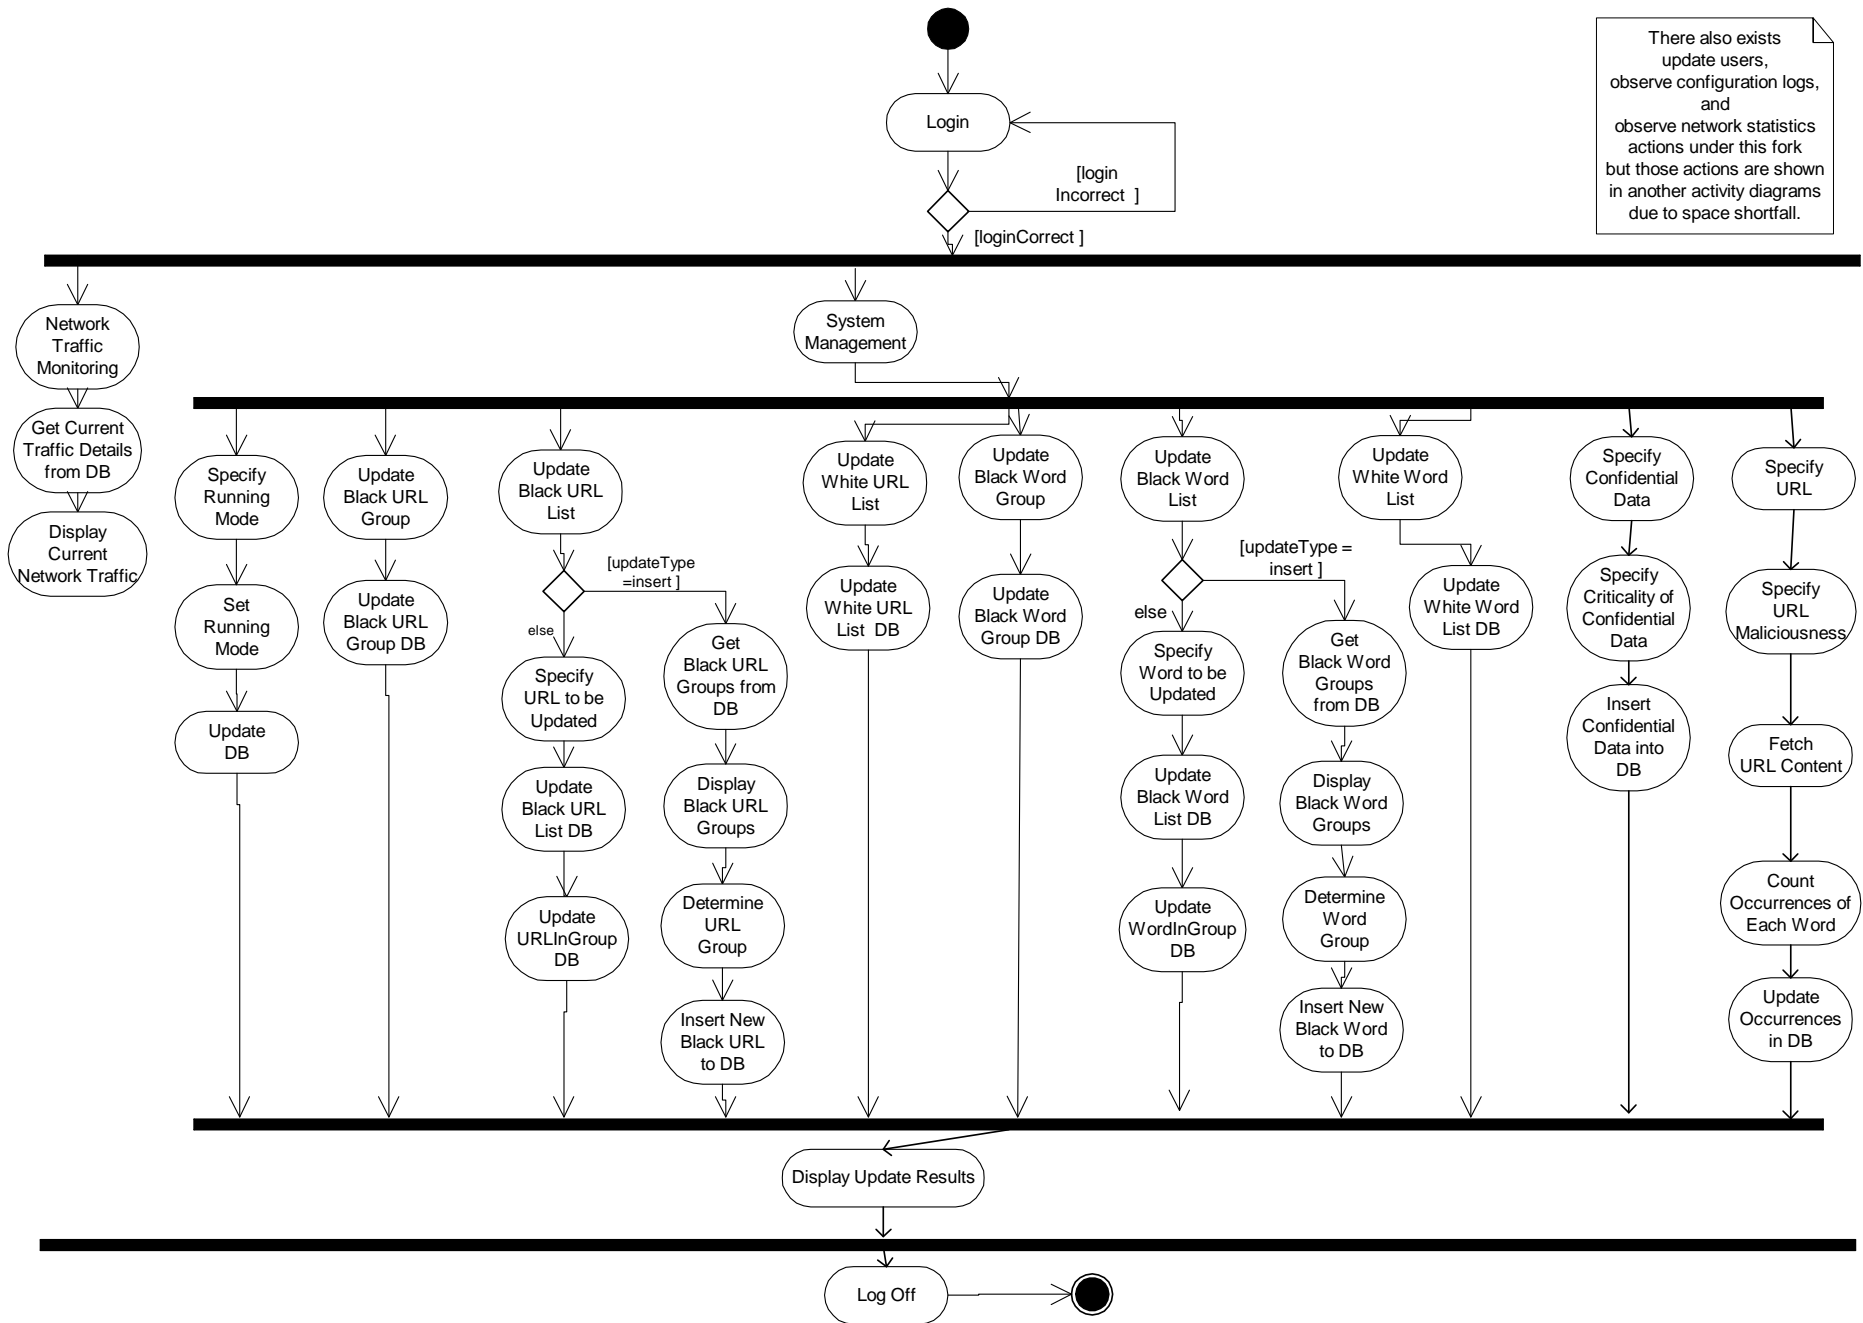 There also exists
update users,
observe configuration logs,
and
observe network statistics
actions under this fork
but those actions are shown
in another activity diagrams
due to space shortfall.
Login
[login
Incorrect ]
[loginCorrect ]
Network
Traffic
Monitoring
Get Current
Traffic Details
from DB
Display
Current
Network Traffic
System
Management
Specify
Running
Mode
Set
Running
Mode
Update
DB
Update
Black URL
Group
Update
Black URL
Group DB
Update
Black URL
List
[updateType
=insert ]
else
Specify
URL to be
Updated
Update
Black URL
List DB
Update
URLInGroup
DB
Get
Black URL
Groups from
DB
Display
Black URL
Groups
Determine
URL
Group
Insert New
Black URL
to DB
Update
White URL
List
Update
White URL
List DB
Update
Black Word
Group
Update
Black Word
Group DB
Update
Black Word
List
[updateType =
insert ]
else
Specify
Word to be
Updated
Update
Black Word
List DB
Update
WordInGroup
DB
Get
Black Word
Groups
from DB
Display
Black Word
Groups
Determine
Word
Group
Insert New
Black Word
to DB
Update
White Word
List
Update
White Word
List DB
Specify
Confidential
Data
Specify
Criticality of
Confidential
Data
Insert
Confidential
Data into
DB
Specify
URL
Specify
URL
Maliciousness
Fetch
URL Content
Count
Occurrences of
Each Word
Update
Occurrences
in DB
Display Update Results
Log Off